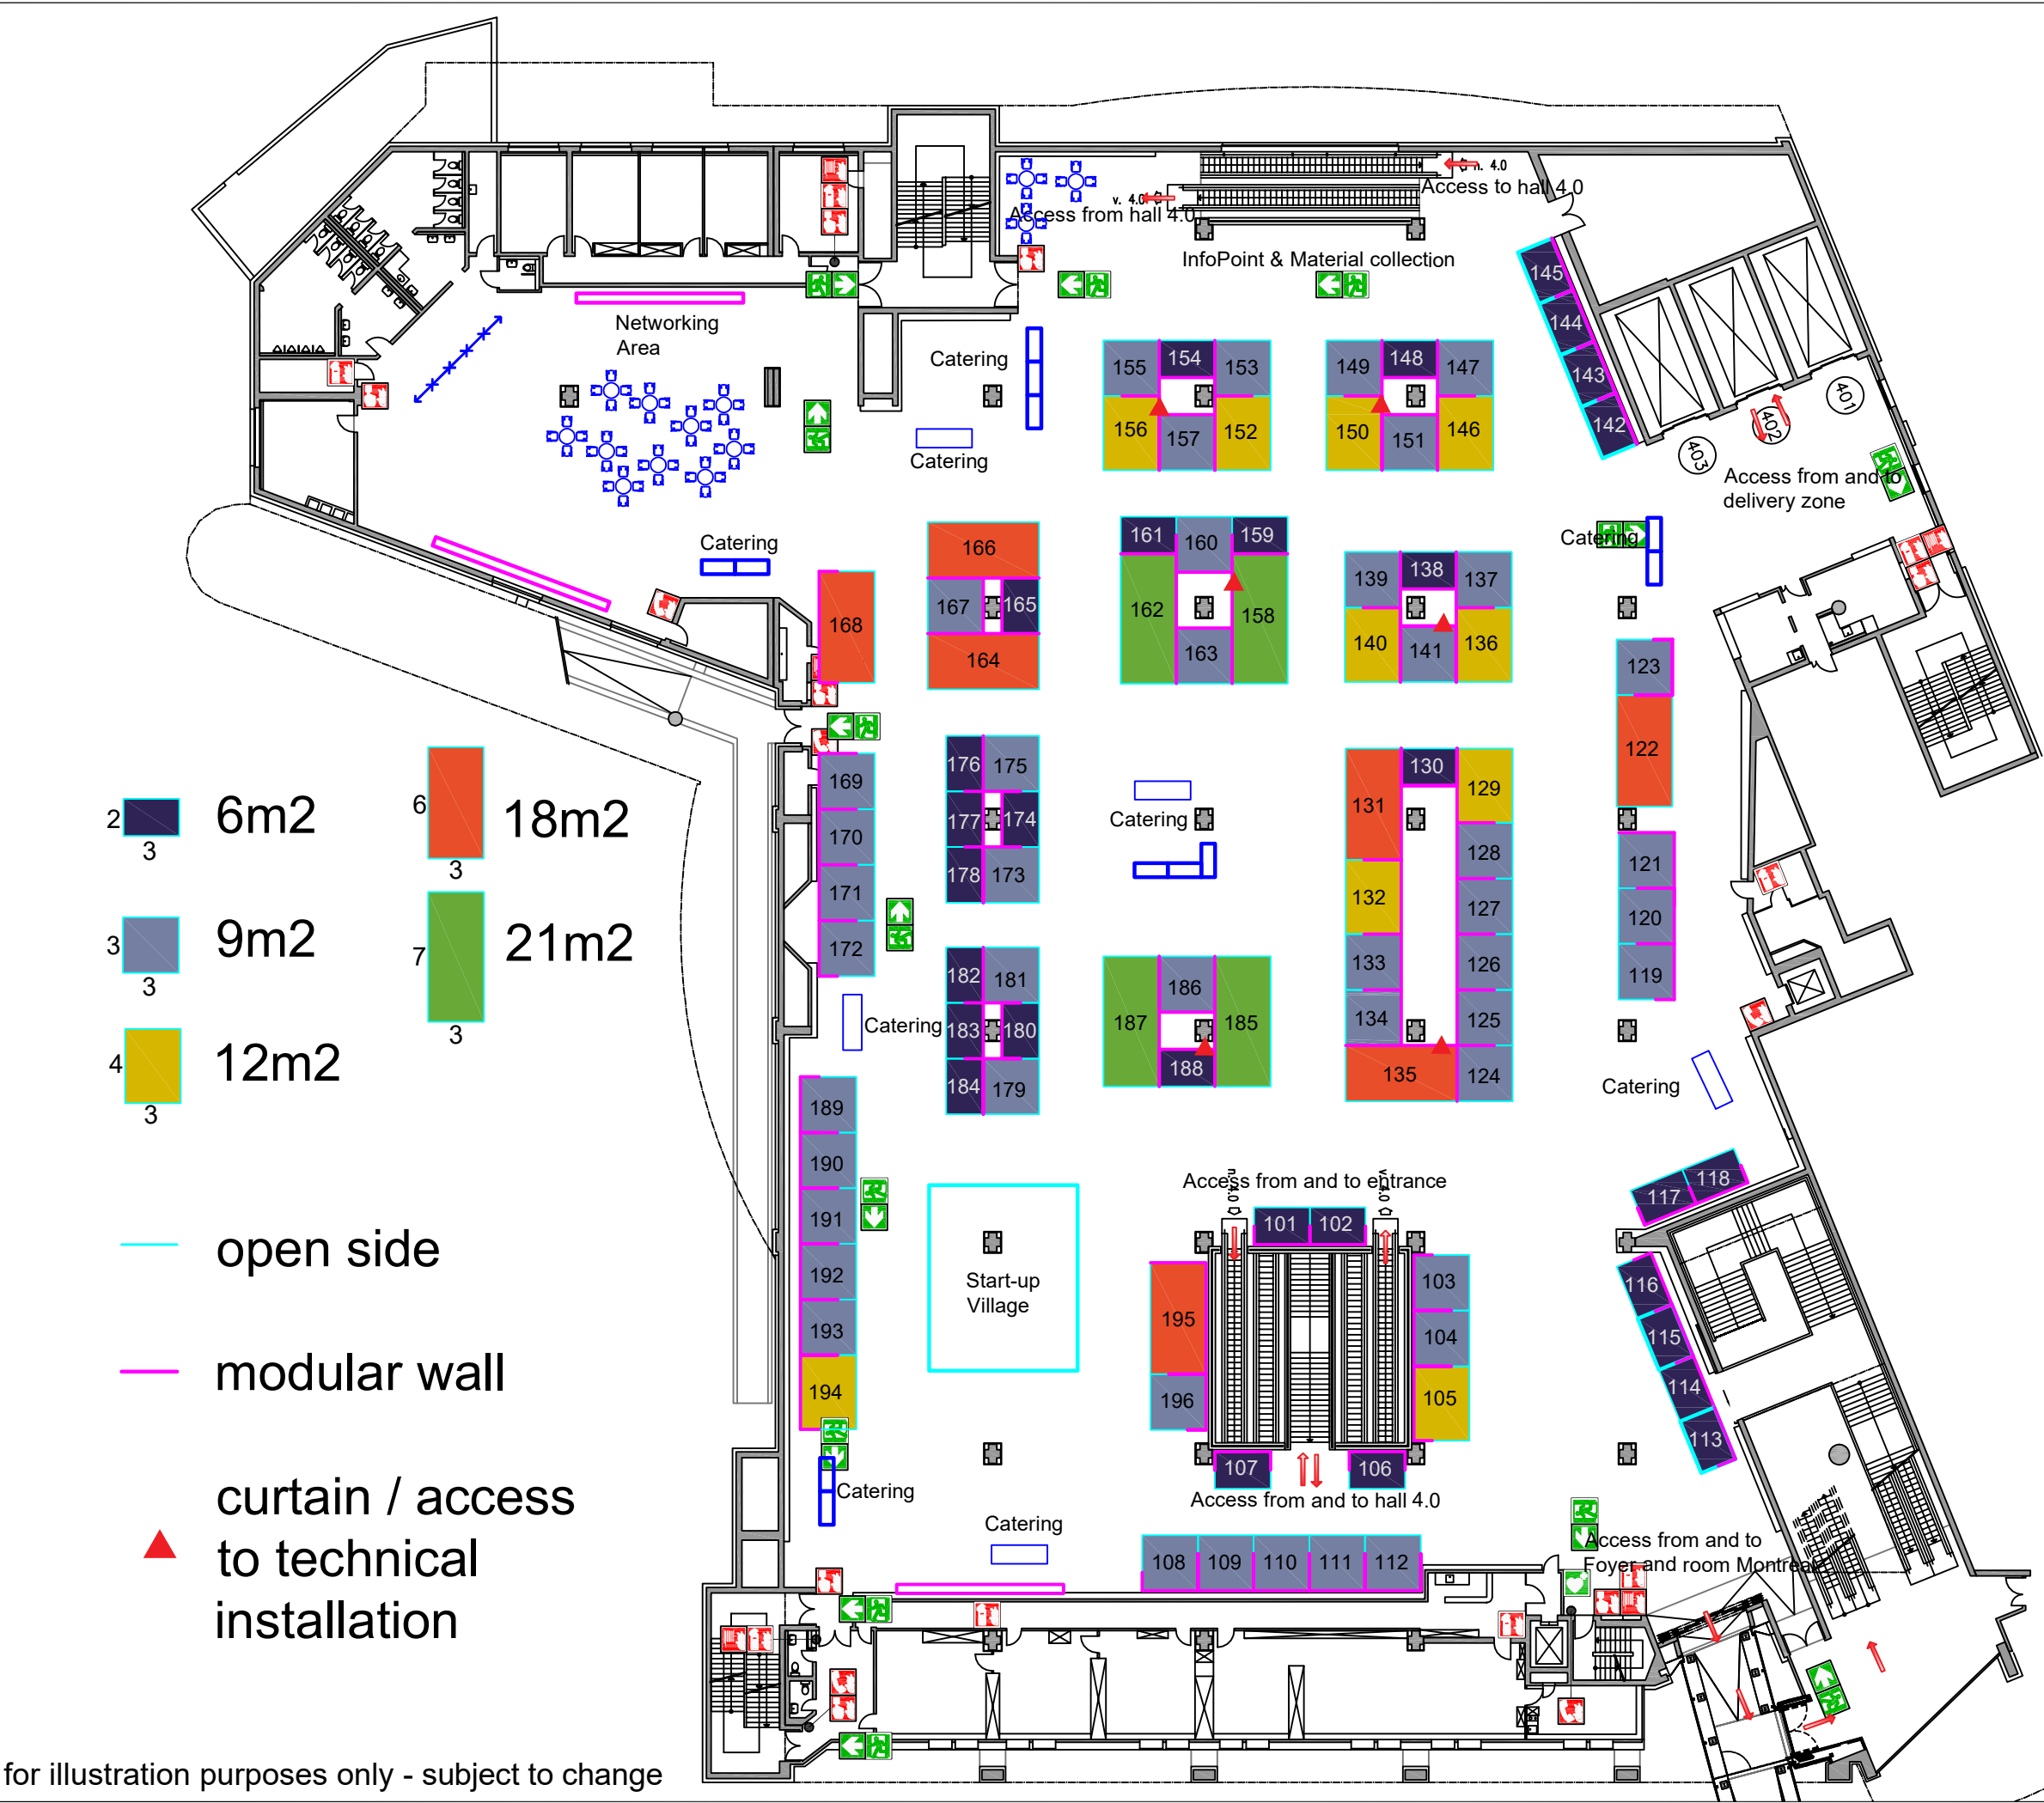 n. 4.0
Access to hall 4.0
v. 4.0
Access from hall 4.0
InfoPoint & Material collection
145
144
143
142
401
402
403
Access from and to
delivery zone
Networking
Area
Catering
Catering
155
154
153
156
157
152
149
148
147
150
151
146
Catering
Catering
166
167
165
164
168
161
160
159
162
158
163
139
138
137
140
141
136
123
122
121
120
119
169
170
171
172
176
175
177
174
178
173
Catering
131
130
129
128
132
127
133
126
134
125
135
124
182
181
183
180
184
179
187
186
185
188
Catering
Catering
189
190
191
192
193
194
Catering
Start-up
Village
Access from and to entrance
n. 4.0
v. 4.0
101
102
103
104
105
195
196
107
106
Access from and to hall 4.0
118
117
116
115
114
113
Catering
108
109
110
111
112
Access from and to
Foyer and room Montreal
2
3
6m2
6
3
18m2
3
3
9m2
7
3
21m2
4
3
12m2
open side
modular wall
curtain / access
to technical
installation
for illustration purposes only - subject to change